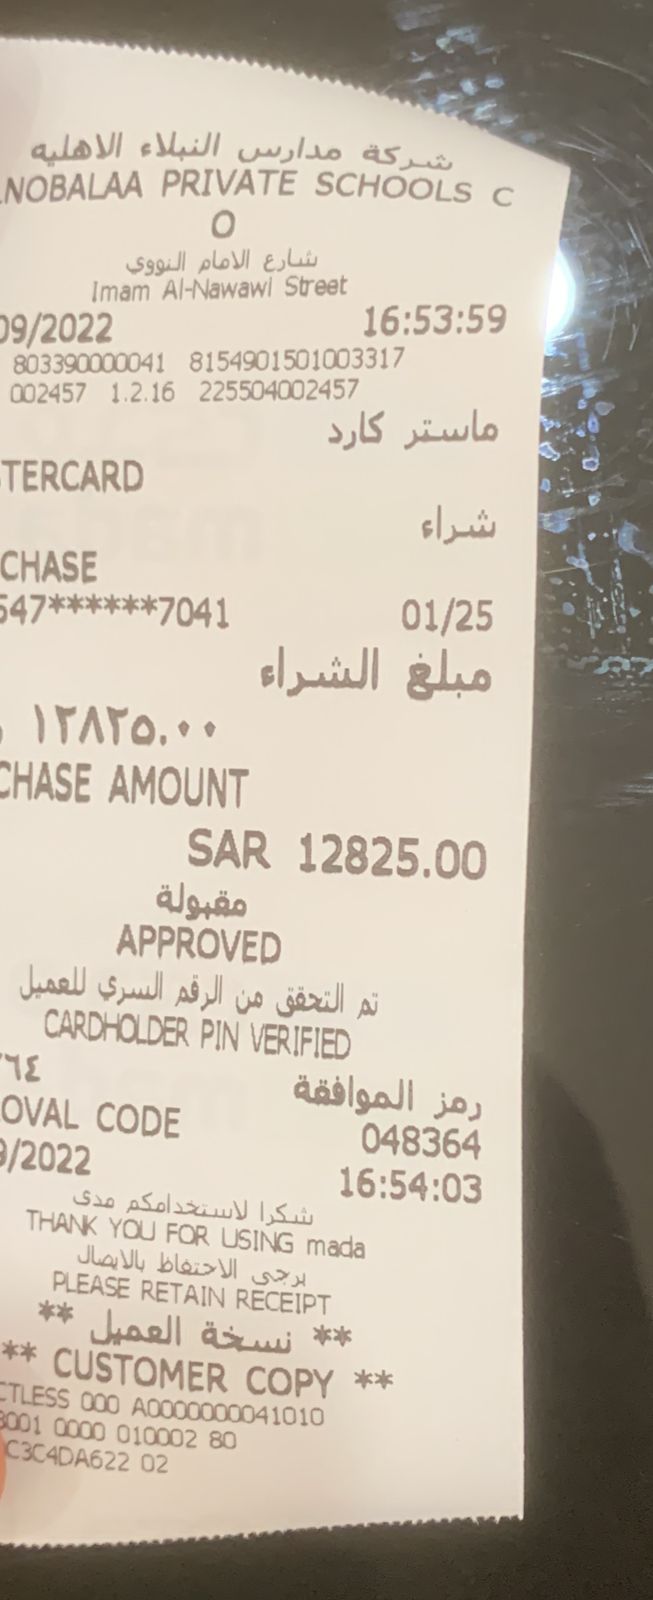 شركة مدارس النبلاء الاهليه
NOBALAA PRIVATE SCHOOLS C
O
شارع الامام النووي
Imam Al-Nawawi Street
09/2022 16:53:59
803390000041 8154901501003317
002457 1.2.16 225504002457
ماستر كارد
TERCARD
شراء
CHASE
547******7041 01/25
مبلغ الشراء
١٢٨٢٥.٠٠
CHASE AMOUNT
SAR 12825.00
مقبولة
APPROVED
تم التحقق من الرقم السري للعميل
CARDHOLDER PIN VERIFIED
رمز الموافقة ٦٤
OVAL CODE 048364
9/2022 16:54:03
شكرا لاستخدامكم مدى
THANK YOU FOR USING mada
يرجى الاحتفاظ بالايصال
PLEASE RETAIN RECEIPT
** نسخة العميل **
** CUSTOMER COPY **
CTLESS 000 A0000000041010
8001 0000 010002 80
C3C4DA622 02